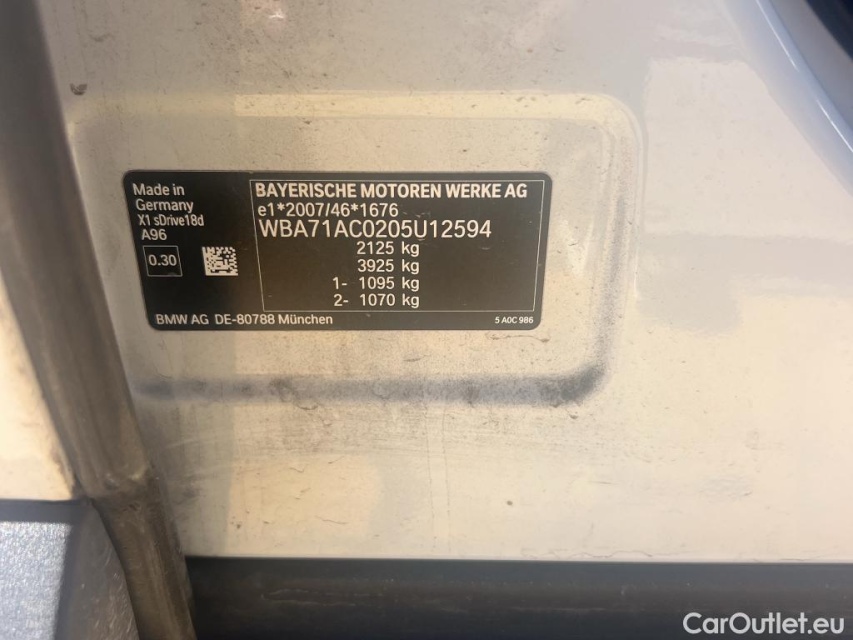 Made in
Germany
X1 sDrive18d
A96
0.30
BAYERISCHE MOTOREN WERKE AG
e1*2007/46*1676
WBA71AC0205U12594
2125 kg
3925 kg
1- 1095 kg
2- 1070 kg
BMW AG DE-80788 München
5 A0C 986
CarOutlet.eu